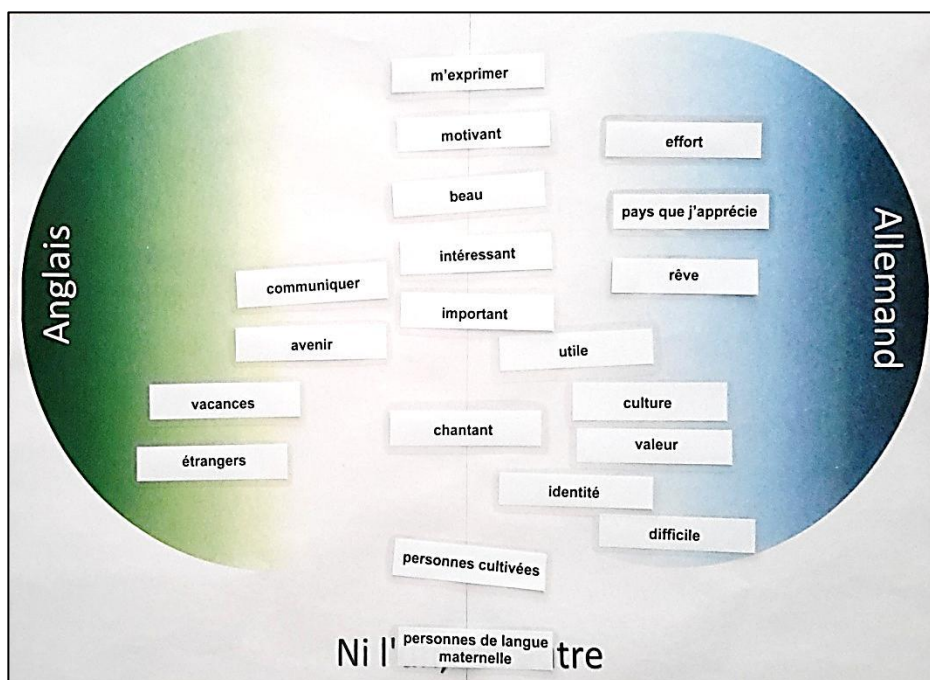 m'exprimer
motivant
effort
beau
pays que j'apprécie
intéressant
rêve
communiquer
important
avenir
utile
vacances
culture
chantant
valeur
étrangers
identité
difficile
personnes cultivées
personnes de langue
maternelle
Anglais
Allemand
Ni l'
tre